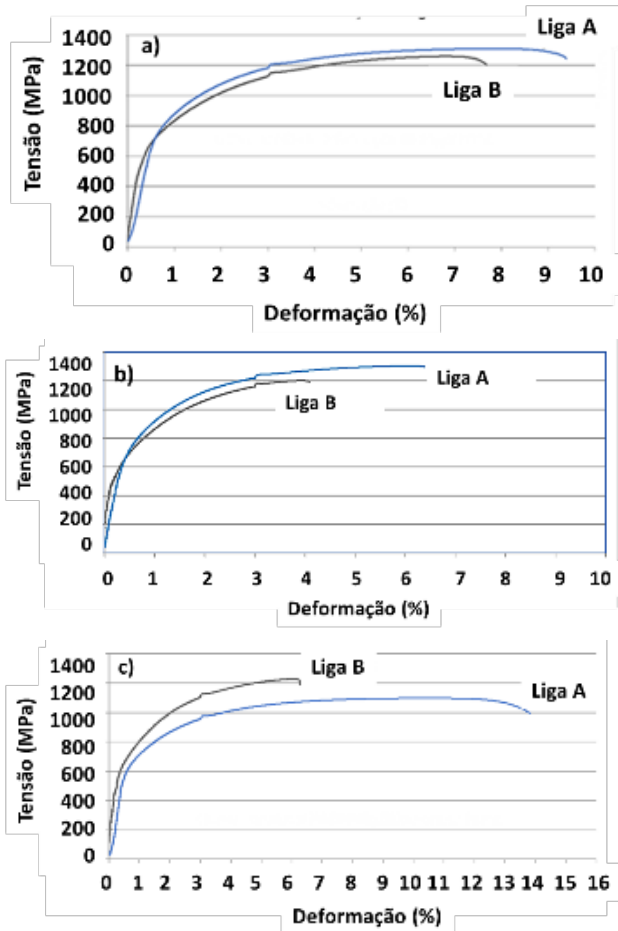 Liga A
1400
a)
1200
Liga B
1000
800
600
400
200
0
Tensão (MPa)
0 1 2 3 4 5 6 7 8 9 10
Deformação (%)
1400
b)
1200
Liga A
Liga B
1000
800
600
400
200
0
Tensão (MPa)
0 1 2 3 4 5 6 7 8 9 10
Deformação (%)
1400
c)
Liga B
1200
Liga A
1000
800
600
400
200
0
Tensão (MPa)
0 1 2 3 4 5 6 7 8 9 10 11 12 13 14 15 16
Deformação (%)